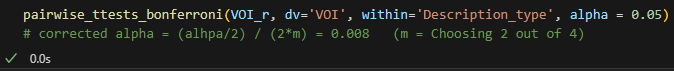 pairwise_ttests_bonferroni(VOI_r, dv='VOI', within='Description_type', alpha = 0.05)
# corrected alpha = (alhpa/2) / (2*m) = 0.008   (m = Choosing 2 out of 4)
✓ 0.0s